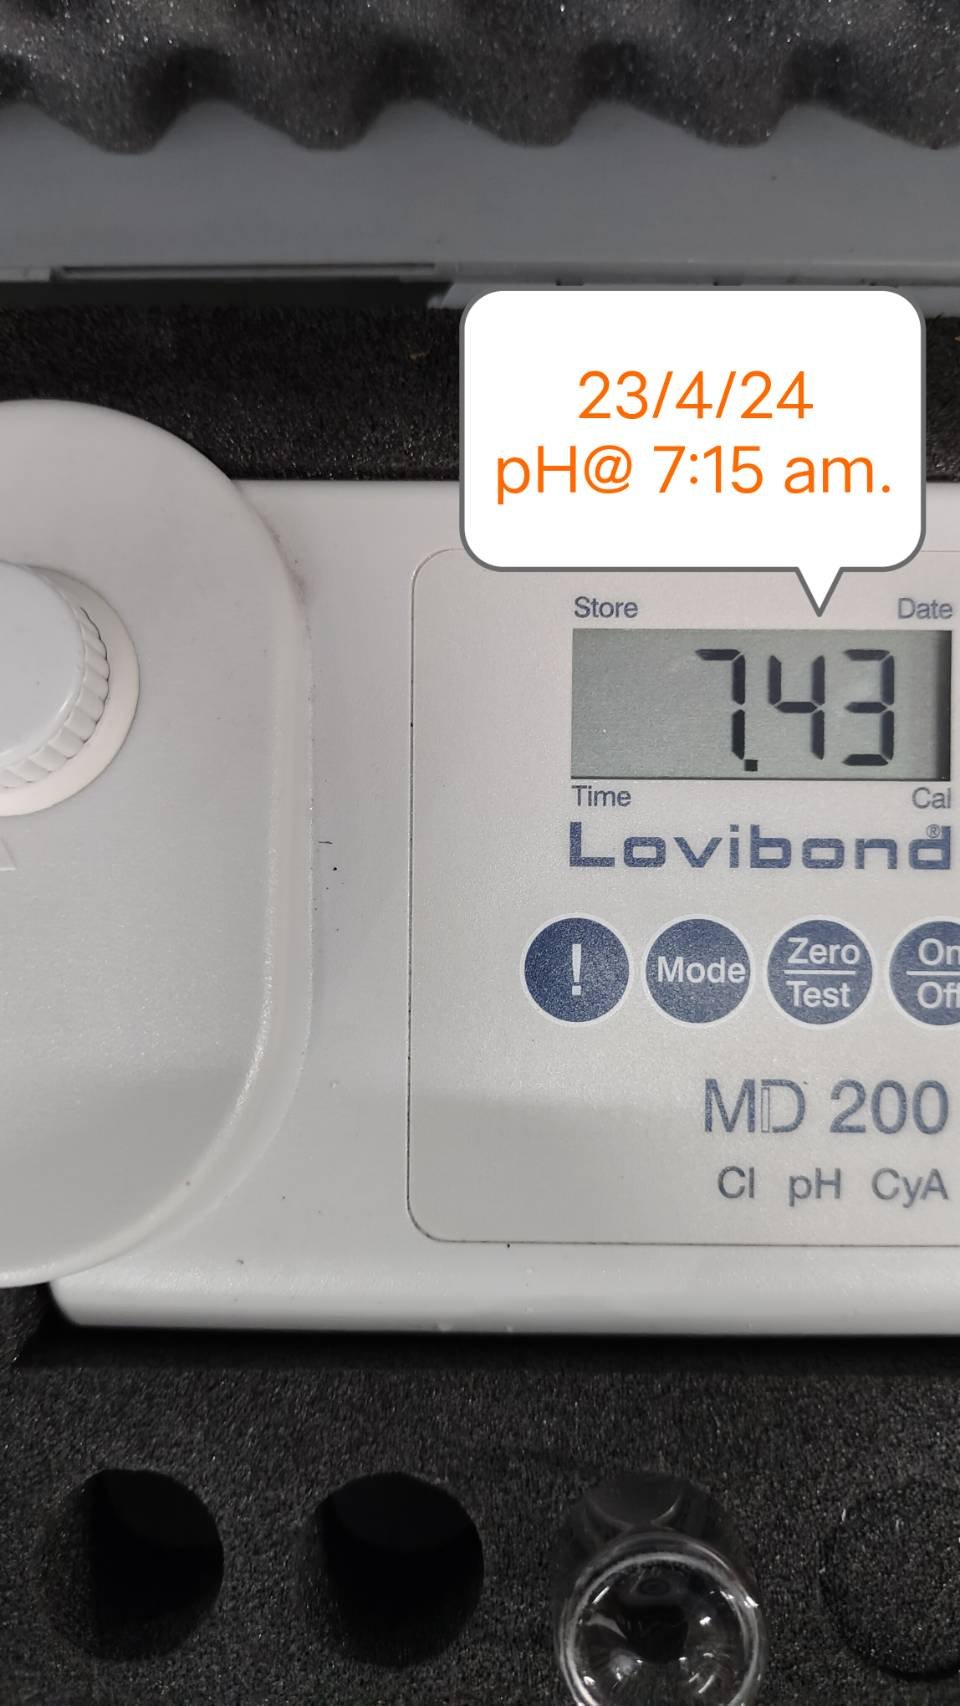 23/4/24
pH@ 7:15 am.
Store Date
7.43
Time Cal
Lovibond®
! Mode Zero Test On Off
MD 200
Cl pH CyA